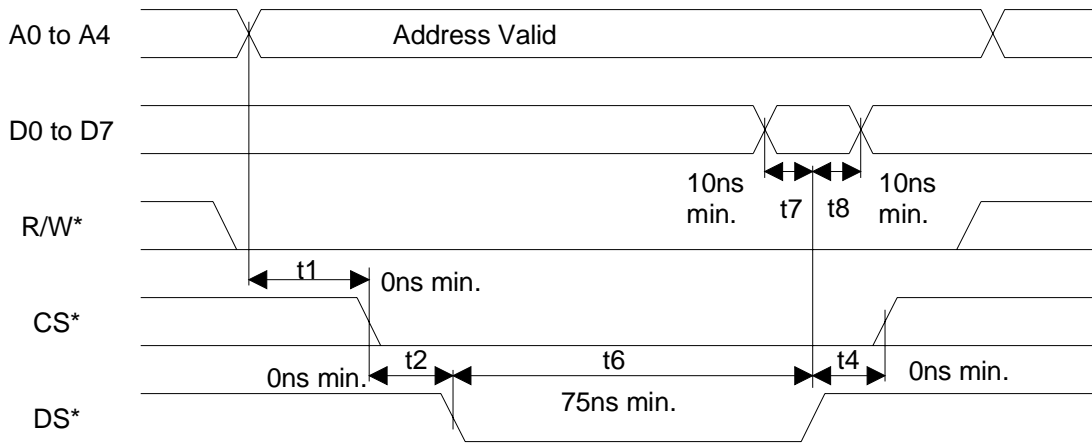 A0 to A4
Address Valid
D0 to D7
10ns
min.
t7
t8
10ns
min.
R/W*
t1
0ns min.
CS*
0ns min.
t2
t6
t4
0ns min.
75ns min.
DS*